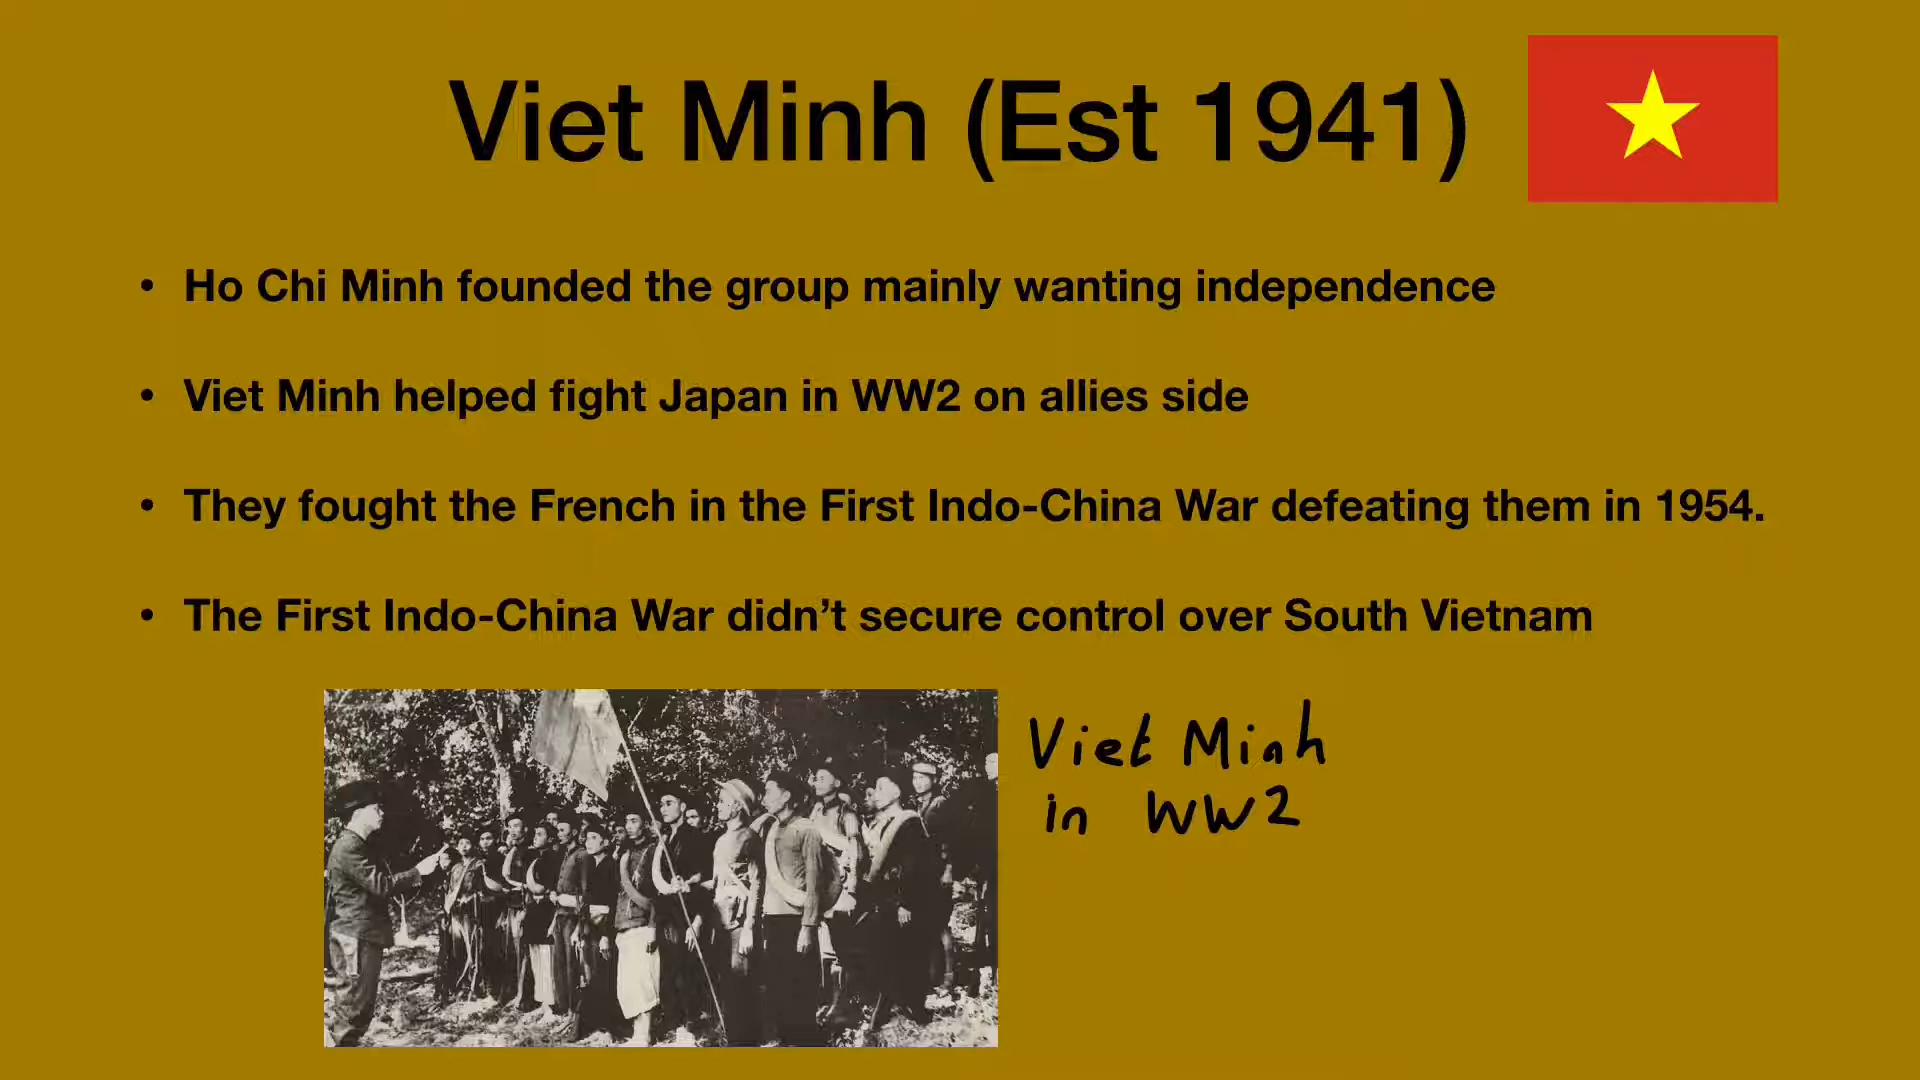 Viet Minh (Est 1941)
• Ho Chi Minh founded the group mainly wanting independence
• Viet Minh helped fight Japan in WW2 on allies side
• They fought the French in the First Indo-China War defeating them in 1954.
• The First Indo-China War didn’t secure control over South Vietnam
Viet Minh
in WW2